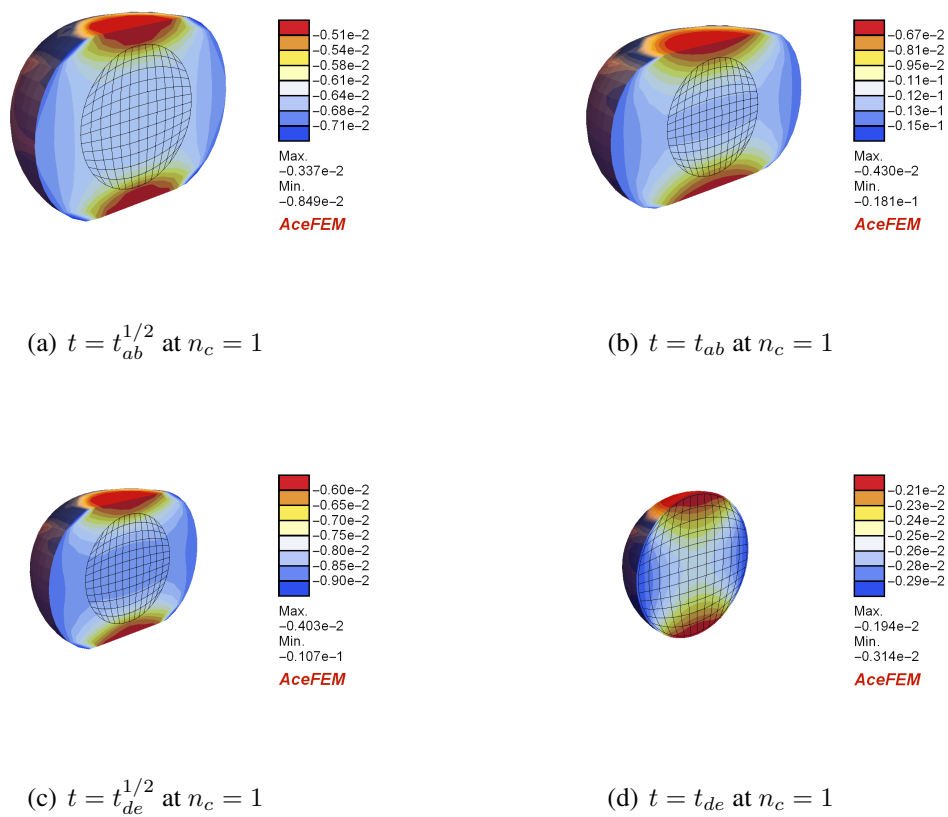 −0.51e−2
−0.54e−2
−0.58e−2
−0.61e−2
−0.64e−2
−0.68e−2
−0.71e−2
Max.
−0.337e−2
Min.
−0.849e−2
AceFEM
(a) $t = t_{ab}^{1/2}$ at $n_c = 1$
−0.67e−2
−0.81e−2
−0.95e−2
−0.11e−1
−0.12e−1
−0.13e−1
−0.15e−1
Max.
−0.430e−2
Min.
−0.181e−1
AceFEM
(b) $t = t_{ab}$ at $n_c = 1$
−0.60e−2
−0.65e−2
−0.70e−2
−0.75e−2
−0.80e−2
−0.85e−2
−0.90e−2
Max.
−0.403e−2
Min.
−0.107e−1
AceFEM
(c) $t = t_{de}^{1/2}$ at $n_c = 1$
−0.21e−2
−0.23e−2
−0.24e−2
−0.25e−2
−0.26e−2
−0.28e−2
−0.29e−2
Max.
−0.194e−2
Min.
−0.314e−2
AceFEM
(d) $t = t_{de}$ at $n_c = 1$